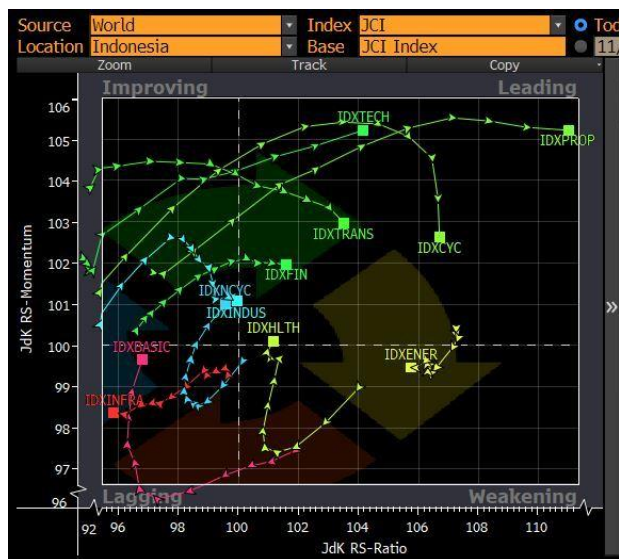 Source World Index JCI Too
Location Indonesia Base JCI Index 11/
Zoom Track Copy
Improving Leading
106
IDXTECH
105
IDXPROP
104
103
IDXTRANS
IDXCYC
102
IDXFIN
IDXNCYC
101
IDXINDUS
IDXHLTH
100
IDXBASIC
IDXENER
99
IDXINFRA
98
97
96
Lagging Weakening
92 96 98 100 102 104 106 108 110
JdK RS-Momentum
JdK RS-Ratio
»